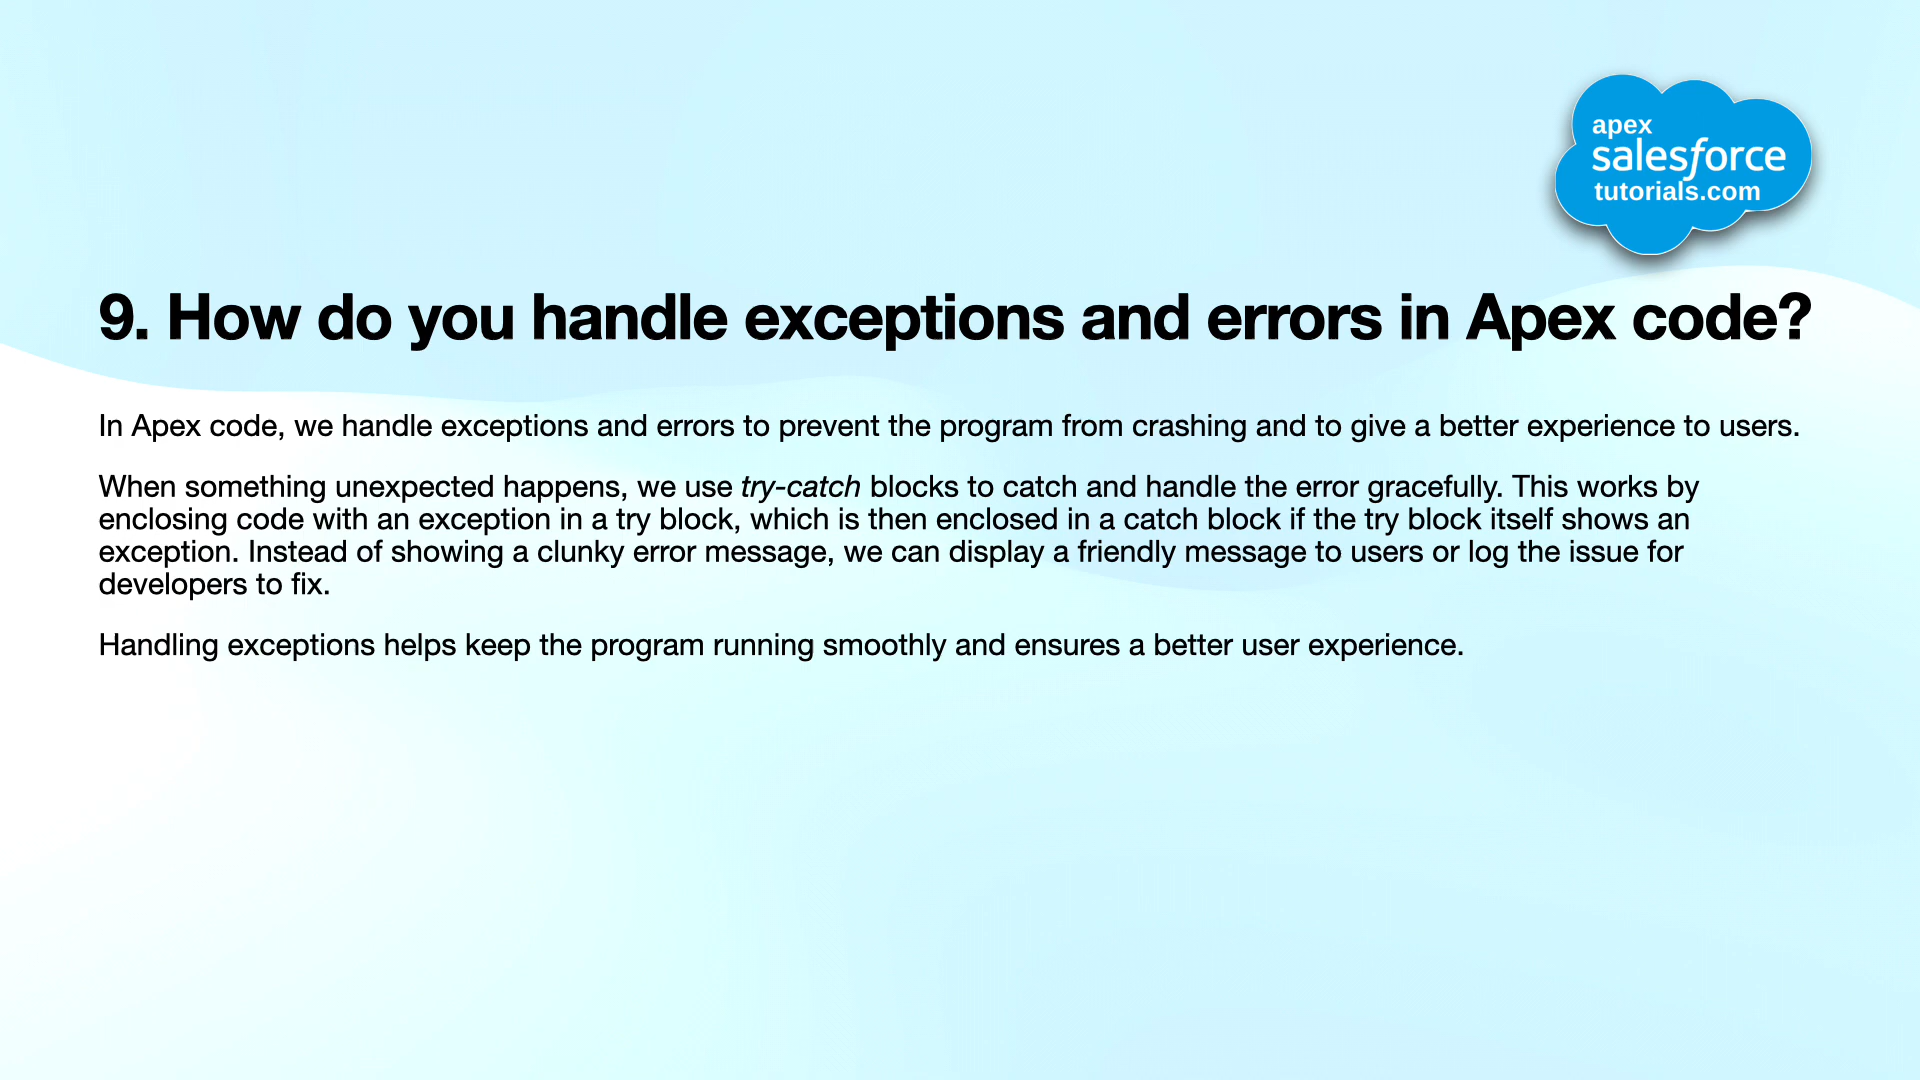 apex
salesforce
tutorials.com
9. How do you handle exceptions and errors in Apex code?
In Apex code, we handle exceptions and errors to prevent the program from crashing and to give a better experience to users.
When something unexpected happens, we use try-catch blocks to catch and handle the error gracefully. This works by
enclosing code with an exception in a try block, which is then enclosed in a catch block if the try block itself shows an
exception. Instead of showing a clunky error message, we can display a friendly message to users or log the issue for
developers to fix.
Handling exceptions helps keep the program running smoothly and ensures a better user experience.